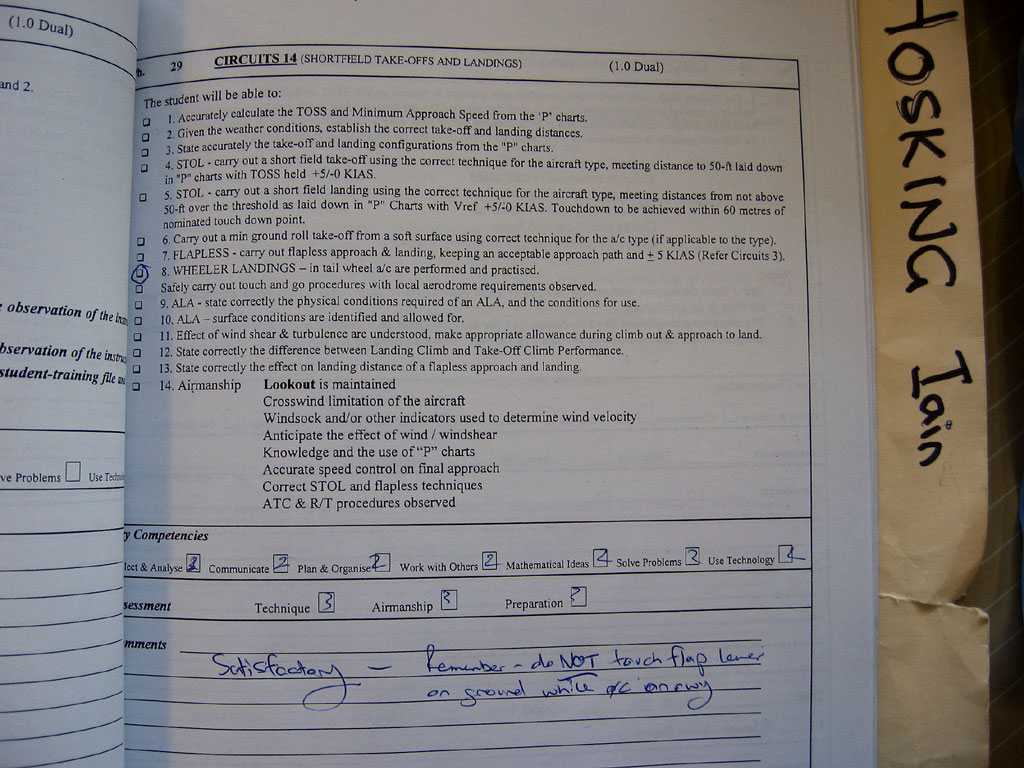 (1.0 Dual)
and 2.
observation of the
bservation of the
student-training file
ve Problems
Use
29 CIRCUITS 14 (SHORTFIELD TAKE-OFFS AND LANDINGS) (1.0 Dual)
The student will be able to:
1. Accurately calculate the TOSS and Minimum Approach Speed from the 'P' charts.
2. Given the weather conditions, establish the correct take-off and landing distances.
3. State accurately the take-off and landing configurations from the "P" charts.
4. STOL - carry out a short field take-off using the correct technique for the aircraft type, meeting distance to 50-ft laid down
in "P" charts with TOSS held +5/-0 KIAS.
5. STOL - carry out a short field landing using the correct technique for the aircraft type, meeting distances from not above
50-ft over the threshold as laid down in "P" Charts with Vref +5/-0 KIAS. Touchdown to be achieved within 60 metres of
nominated touch down point.
6. Carry out a min ground roll take-off from a soft surface using correct technique for the a/c type (if applicable to the type).
7. FLAPLESS - carry out flapless approach & landing, keeping an acceptable approach path and ± 5 KIAS (Refer Circuits 3).
8. WHEELER LANDINGS – in tail wheel a/c are performed and practised.
Safely carry out touch and go procedures with local aerodrome requirements observed.
9. ALA - state correctly the physical conditions required of an ALA, and the conditions for use.
10. ALA – surface conditions are identified and allowed for.
11. Effect of wind shear & turbulence are understood, make appropriate allowance during climb out & approach to land.
12. State correctly the difference between Landing Climb and Take-Off Climb Performance.
13. State correctly the effect on landing distance of a flapless approach and landing.
14. Airmanship Lookout is maintained
Crosswind limitation of the aircraft
Windsock and/or other indicators used to determine wind velocity
Anticipate the effect of wind / windshear
Knowledge and the use of "P" charts
Accurate speed control on final approach
Correct STOL and flapless techniques
ATC & R/T procedures observed
y Competencies
lect & Analyse Communicate 2 Plan & Organise 2 Work with Others 2 Mathematical Ideas Solve Problems 3 Use Technology
sessment Technique 3 Airmanship 3 Preparation
mments
Satisfactory – Remember – do NOT touch flap lever
on ground while a/c on rwy
HOSKING Iain